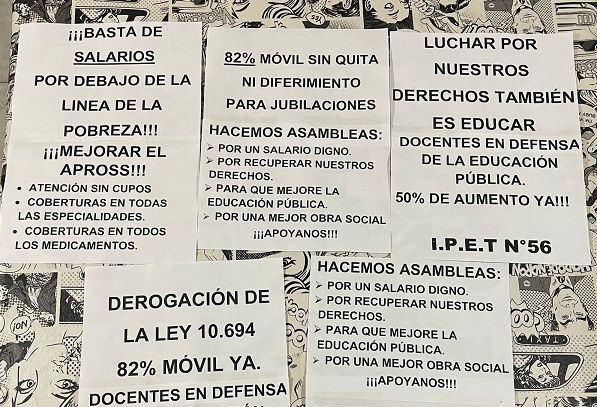 ¡¡¡BASTA DE
SALARIOS
POR DEBAJO DE LA
LINEA DE LA
POBREZA!!!
¡¡¡MEJORAR EL
APROSS!!!
• ATENCIÓN SIN CUPOS
• COBERTURAS EN TODAS
LAS ESPECIALIDADES.
• COBERTURAS EN TODOS
LOS MEDICAMENTOS.
82% MÓVIL SIN QUITA
NI DIFERIMIENTO
PARA JUBILACIONES
HACEMOS ASAMBLEAS:
➢ POR UN SALARIO DIGNO.
➢ POR RECUPERAR NUESTROS
DERECHOS.
➢ PARA QUE MEJORE LA
EDUCACIÓN PÚBLICA.
➢ POR UNA MEJOR OBRA SOCIAL
¡¡¡APOYANOS!!!
LUCHAR POR
NUESTROS
DERECHOS TAMBIÉN
ES EDUCAR
DOCENTES EN DEFENSA
DE LA EDUCACIÓN
PÚBLICA.
50% DE AUMENTO YA!!!
I.P.E.T N°56
DEROGACIÓN DE
LA LEY 10.694
82% MÓVIL YA.
DOCENTES EN DEFENSA
HACEMOS ASAMBLEAS:
➢ POR UN SALARIO DIGNO.
➢ POR RECUPERAR NUESTROS
DERECHOS.
➢ PARA QUE MEJORE LA
EDUCACIÓN PÚBLICA.
➢ POR UNA MEJOR OBRA SOCIAL
¡¡¡APOYANOS!!!